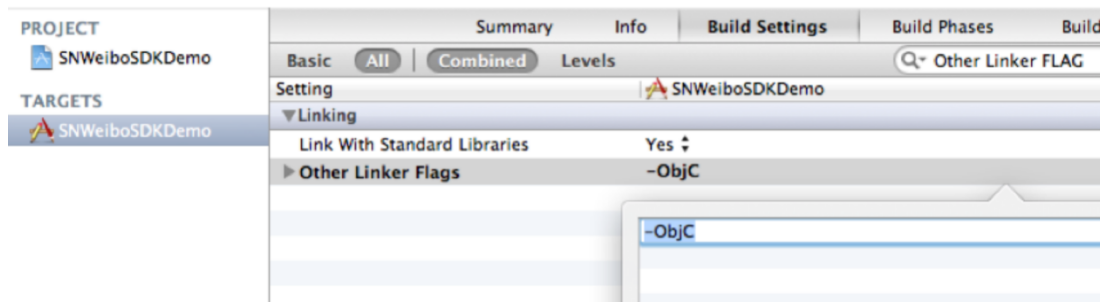 PROJECT
SNWeiboSDKDemo
TARGETS
SNWeiboSDKDemo
Summary Info Build Settings Build Phases Build
Basic All Combined Levels Other Linker FLAG
Setting SNWeiboSDKDemo
Linking
Link With Standard Libraries Yes
Other Linker Flags -ObjC
-ObjC